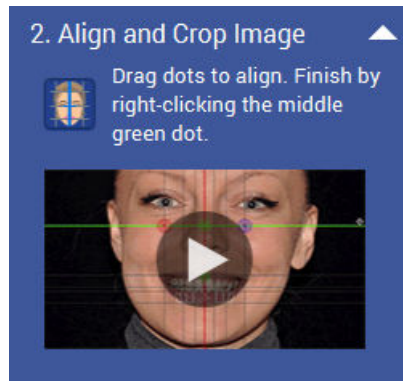 2. Align and Crop Image
Drag dots to align. Finish by
right-clicking the middle
green dot.